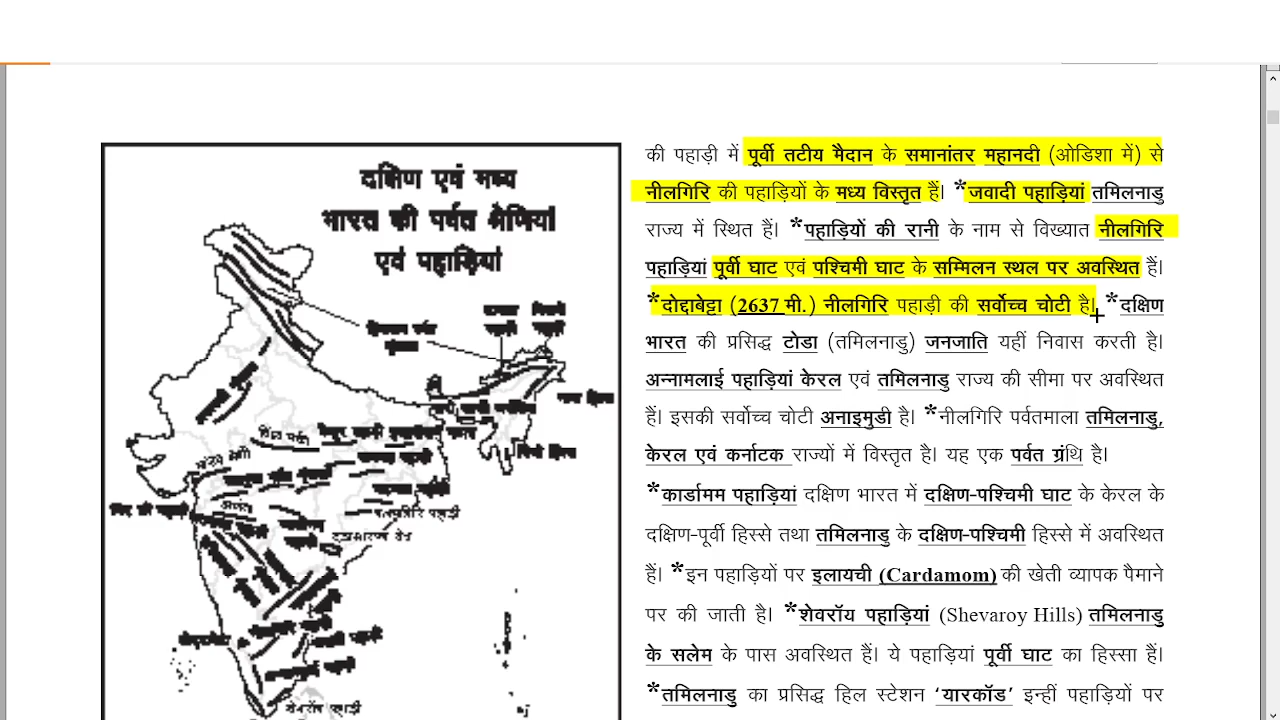 दक्षिण एवं मध्य
भारत की पर्वत श्रेणियां
एवं पहाड़ियां
की पहाड़ी में पूर्वी तटीय मैदान के समानांतर महानदी (ओडिशा में) से
नीलगिरि की पहाड़ियों के मध्य विस्तृत हैं। *जवादी पहाड़ियां तमिलनाडु
राज्य में स्थित हैं। *पहाड़ियों की रानी के नाम से विख्यात नीलगिरि
पहाड़ियां पूर्वी घाट एवं पश्चिमी घाट के सम्मिलन स्थल पर अवस्थित हैं।
*दोद्दाबेट्टा (2637 मी.) नीलगिरि पहाड़ी की सर्वोच्च चोटी है। *दक्षिण
भारत की प्रसिद्ध टोडा (तमिलनाडु) जनजाति यहीं निवास करती है।
अन्नामलाई पहाड़ियां केरल एवं तमिलनाडु राज्य की सीमा पर अवस्थित
हैं। इसकी सर्वोच्च चोटी अनाइमुडी है। *नीलगिरि पर्वतमाला तमिलनाडु,
केरल एवं कर्नाटक राज्यों में विस्तृत है। यह एक पर्वत ग्रंथि है।
*कार्डामम पहाड़ियां दक्षिण भारत में दक्षिण-पश्चिमी घाट के केरल के
दक्षिण-पूर्वी हिस्से तथा तमिलनाडु के दक्षिण-पश्चिमी हिस्से में अवस्थित
हैं। *इन पहाड़ियों पर इलायची (Cardamom) की खेती व्यापक पैमाने
पर की जाती है। *शेवरॉय पहाड़ियां (Shevaroy Hills) तमिलनाडु
के सलेम के पास अवस्थित हैं। ये पहाड़ियां पूर्वी घाट का हिस्सा हैं।
*तमिलनाडु का प्रसिद्ध हिल स्टेशन ‘यारकॉड’ इन्हीं पहाड़ियों पर